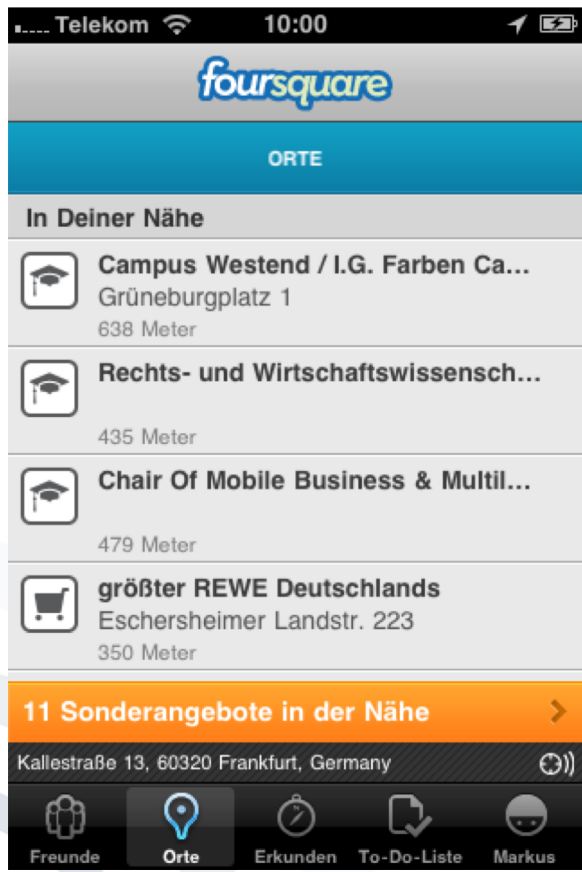 Telekom 10:00
foursquare
ORTE
In Deiner Nähe
Campus Westend / I.G. Farben Ca...
Grüneburgplatz 1
638 Meter
Rechts- und Wirtschaftswissensch...
435 Meter
Chair Of Mobile Business & Multil...
479 Meter
größter REWE Deutschlands
Eschersheimer Landstr. 223
350 Meter
11 Sonderangebote in der Nähe
Kallestraße 13, 60320 Frankfurt, Germany
Freunde Orte Erkunden To-Do-Liste Markus